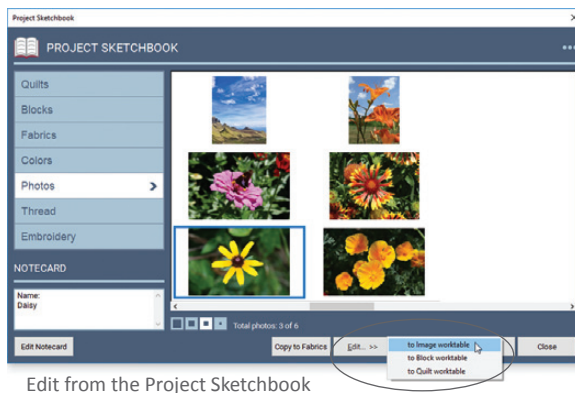 Project Sketchbook
PROJECT SKETCHBOOK
Quilts
Blocks
Fabrics
Colors
Photos
Thread
Embroidery
NOTECARD
Name:
Daisy
Total photos: 3 of 6
Edit Notecard
Copy to Fabrics
Edit... >>
to Image worktable
to Block worktable
to Quilt worktable
Close
Edit from the Project Sketchbook